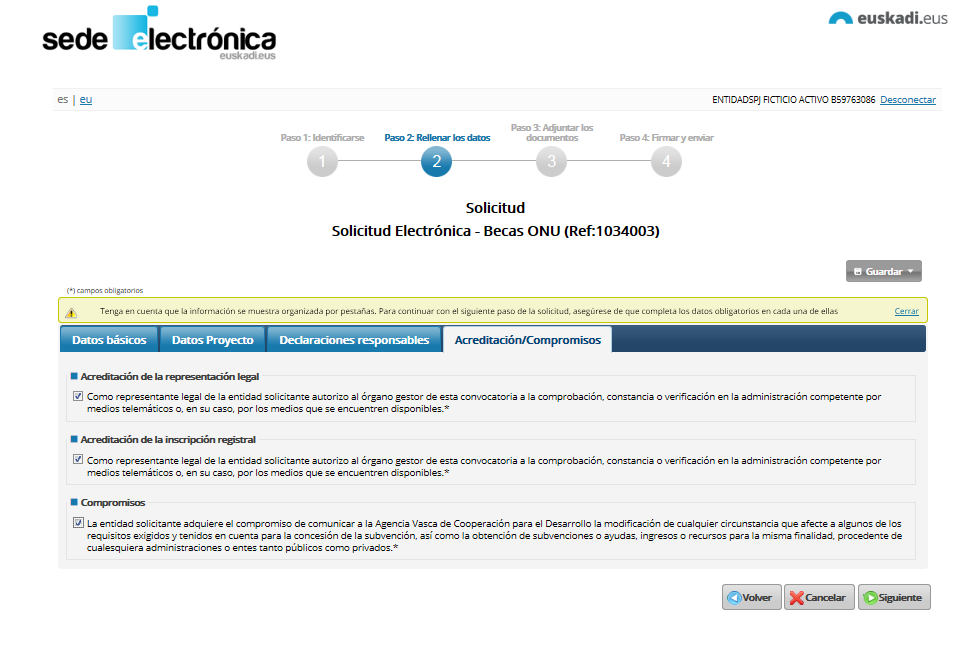 sede electrónica
euskadi.eus
euskadi.eus
es | eu
ENTIDADSPJ FICTICIO ACTIVO B59763086 Desconectar
Paso 1: Identificarse
Paso 2: Rellenar los datos
Paso 3: Adjuntar los
documentos
Paso 4: Firmar y enviar
1
2
3
4
Solicitud
Solicitud Electrónica - Becas ONU (Ref:1034003)
Guardar
(*) campos obligatorios
Tenga en cuenta que la información se muestra organizada por pestañas. Para continuar con el siguiente paso de la solicitud, asegúrese de que completa los datos obligatorios en cada una de ellas
Cerrar
Datos básicos
Datos Proyecto
Declaraciones responsables
Acreditación/Compromisos
Acreditación de la representación legal
Como representante legal de la entidad solicitante autorizo al órgano gestor de esta convocatoria a la comprobación, constancia o verificación en la administración competente por
medios telemáticos o, en su caso, por los medios que se encuentren disponibles.*
Acreditación de la inscripción registral
Como representante legal de la entidad solicitante autorizo al órgano gestor de esta convocatoria a la comprobación, constancia o verificación en la administración competente por
medios telemáticos o, en su caso, por los medios que se encuentren disponibles.*
Compromisos
La entidad solicitante adquiere el compromiso de comunicar a la Agencia Vasca de Cooperación para el Desarrollo la modificación de cualquier circunstancia que afecte a algunos de los
requisitos exigidos y tenidos en cuenta para la concesión de la subvención, así como la obtención de subvenciones o ayudas, ingresos o recursos para la misma finalidad, procedente de
cualesquiera administraciones o entes tanto públicos como privados.*
Volver
Cancelar
Siguiente